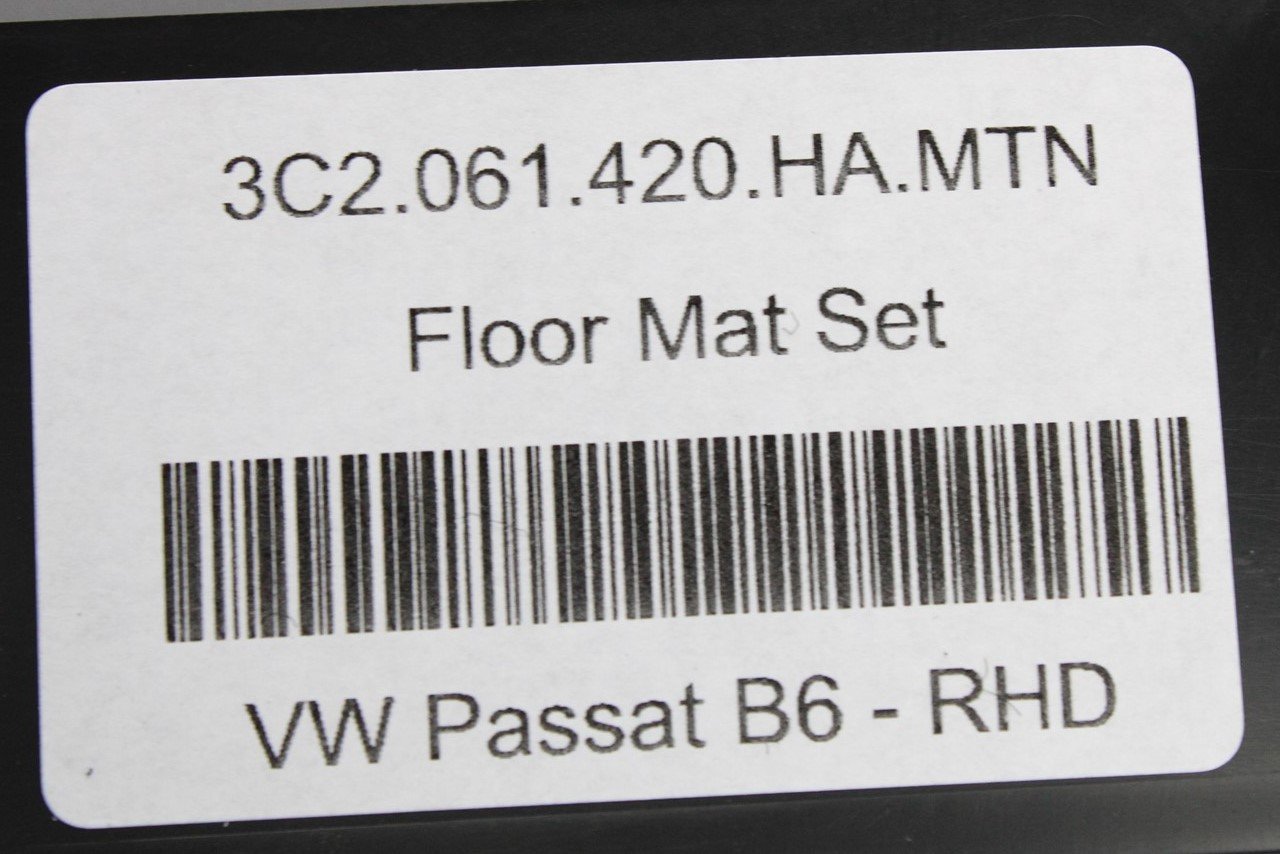 3C2.061.420.HA.MTN
Floor Mat Set
VW Passat B6 - RHD